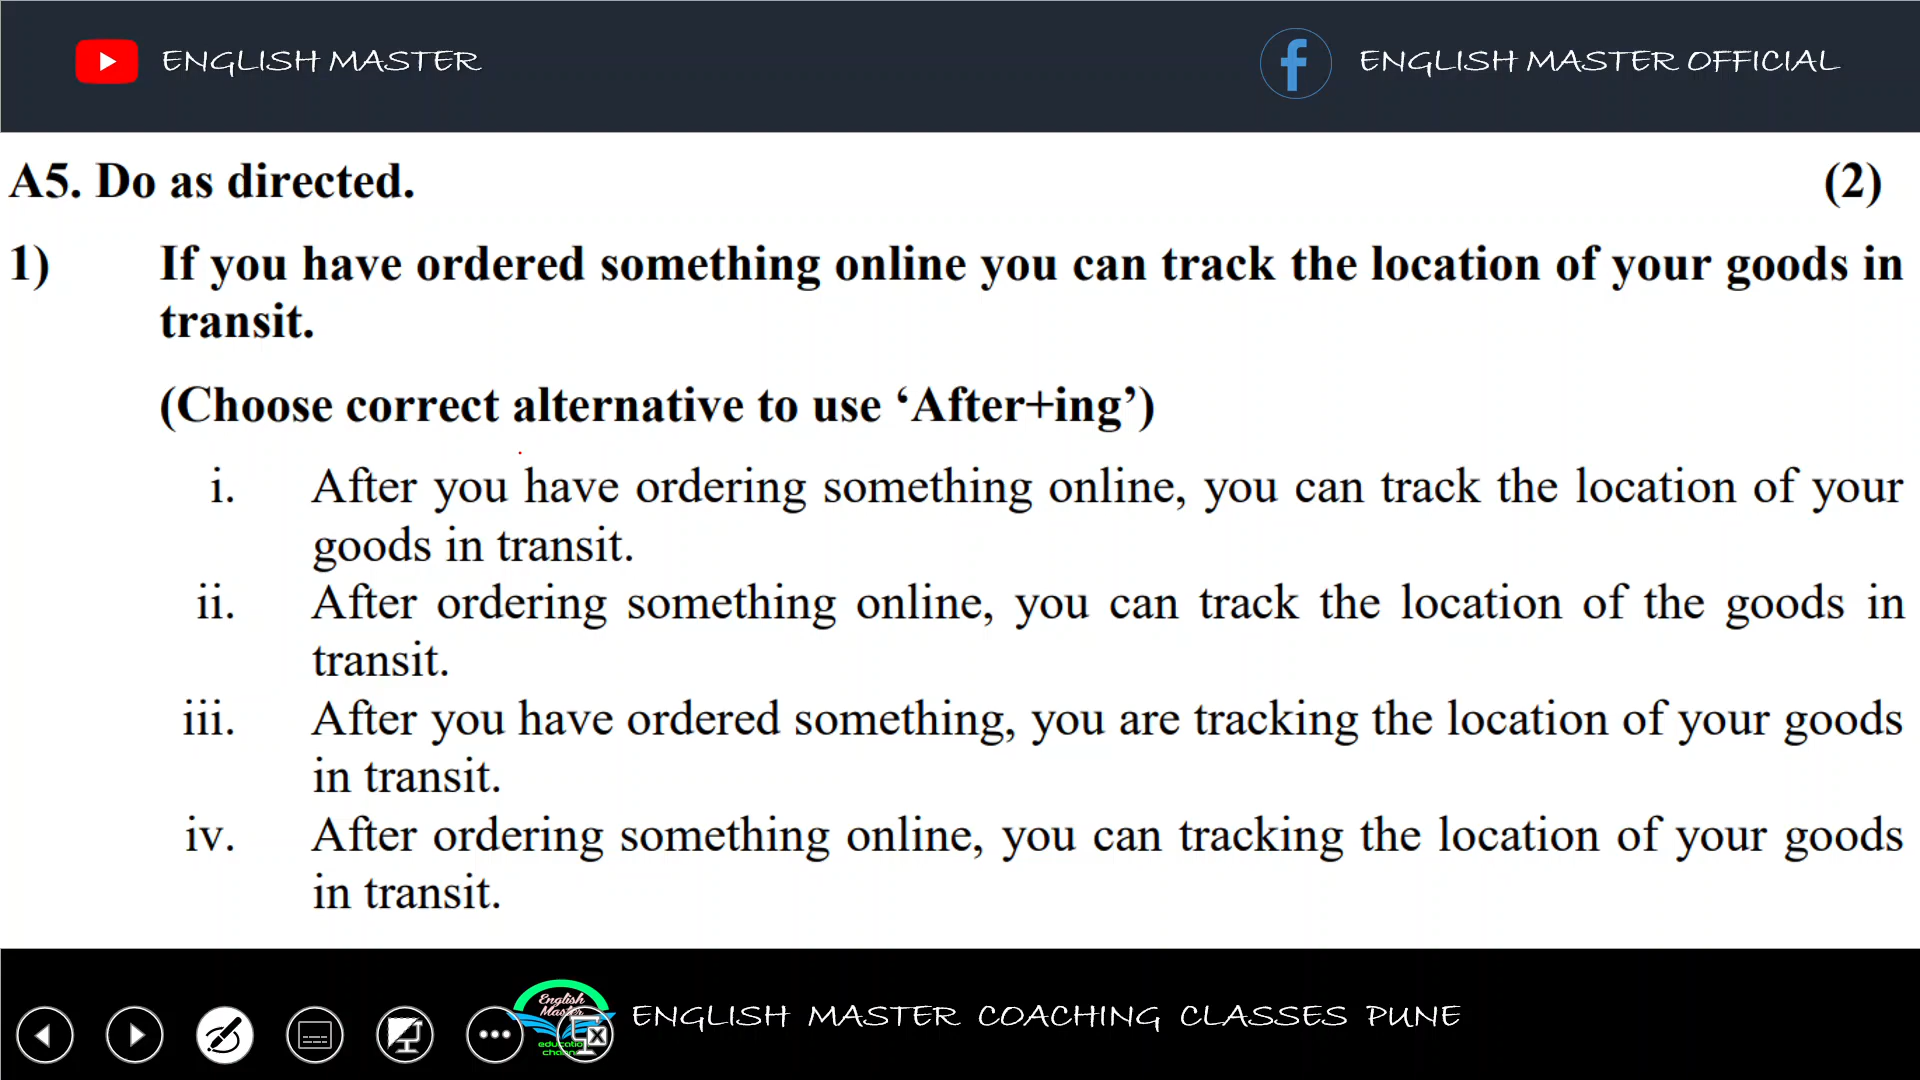 ENGLISH MASTER
ENGLISH MASTER OFFICIAL
A5. Do as directed. (2)
1) If you have ordered something online you can track the location of your goods in
transit.
(Choose correct alternative to use ‘After+ing’)
i. After you have ordering something online, you can track the location of your
goods in transit.
ii. After ordering something online, you can track the location of the goods in
transit.
iii. After you have ordered something, you are tracking the location of your goods
in transit.
iv. After ordering something online, you can tracking the location of your goods
in transit.
English
Master
ENGLISH MASTER COACHING CLASSES PUNE